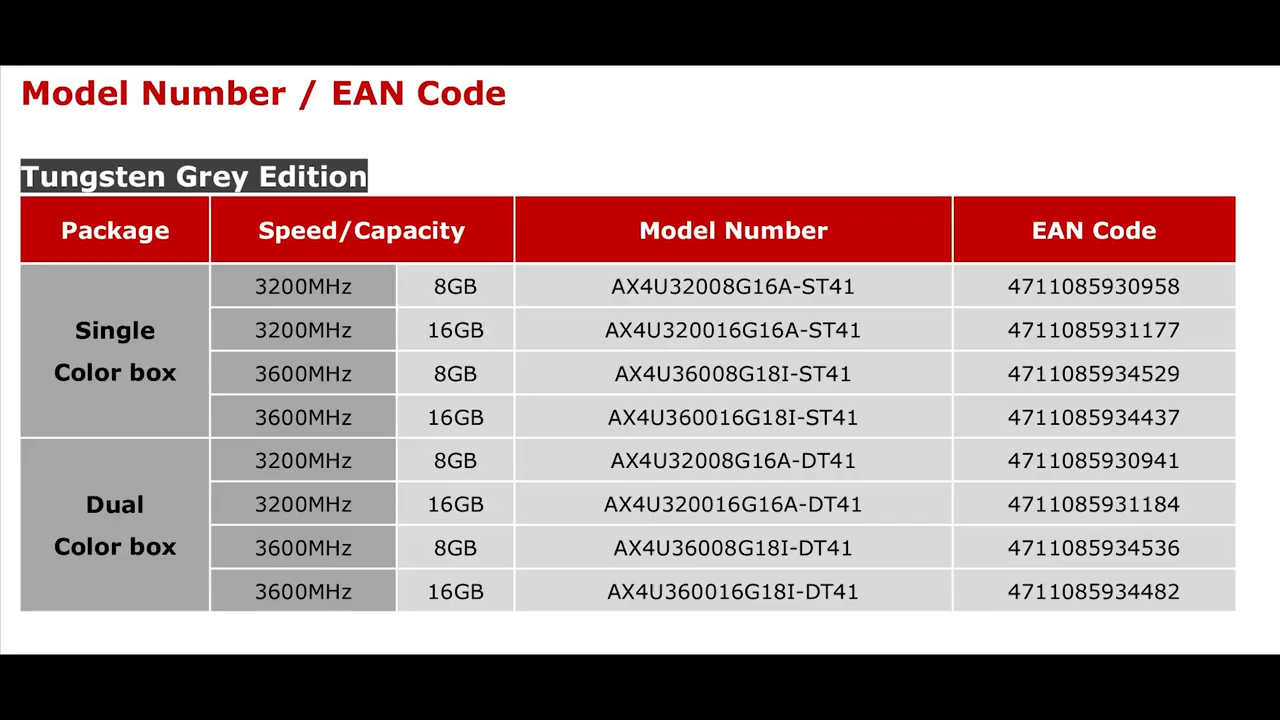 Model Number / EAN Code
Tungsten Grey Edition
Package Speed/Capacity Model Number EAN Code
Single Color box
3200MHz 8GB AX4U32008G16A-ST41 4711085930958
3200MHz 16GB AX4U320016G16A-ST41 4711085931177
3600MHz 8GB AX4U36008G18I-ST41 4711085934529
3600MHz 16GB AX4U360016G18I-ST41 4711085934437
Dual Color box
3200MHz 8GB AX4U32008G16A-DT41 4711085930941
3200MHz 16GB AX4U320016G16A-DT41 4711085931184
3600MHz 8GB AX4U36008G18I-DT41 4711085934536
3600MHz 16GB AX4U360016G18I-DT41 4711085934482